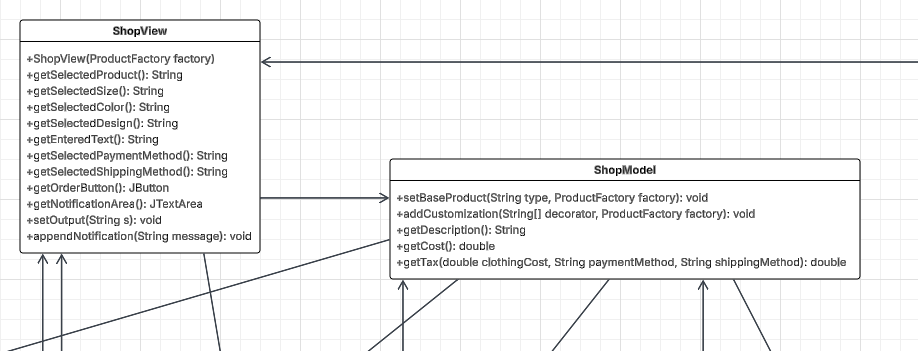 ShopView
+ShopView(ProductFactory factory)
+getSelectedProduct(): String
+getSelectedSize(): String
+getSelectedColor(): String
+getSelectedDesign(): String
+getEnteredText(): String
+getSelectedPaymentMethod(): String
+getSelectedShippingMethod(): String
+getOrderButton(): JButton
+getNotificationArea(): JTextArea
+setOutput(String s): void
+appendNotification(String message): void
ShopModel
+setBaseProduct(String type, ProductFactory factory): void
+addCustomization(String[] decorator, ProductFactory factory): void
+getDescription(): String
+getCost(): double
+getTax(double clothingCost, String paymentMethod, String shippingMethod): double